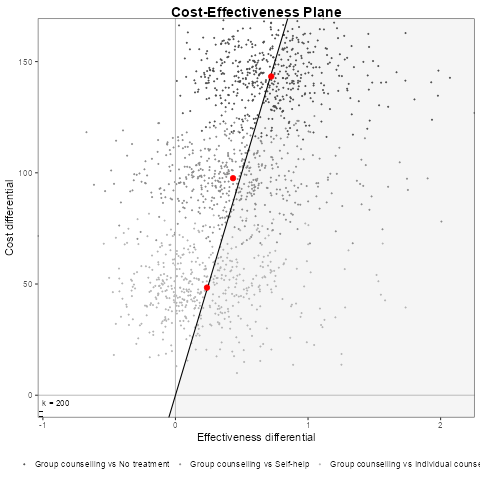 Cost-Effectiveness Plane
Cost differential
150
100
50
0
k = 200
-1
0
1
2
Effectiveness differential
Group counselling vs No treatment
Group counselling vs Self-help
Group counselling vs Individual counse